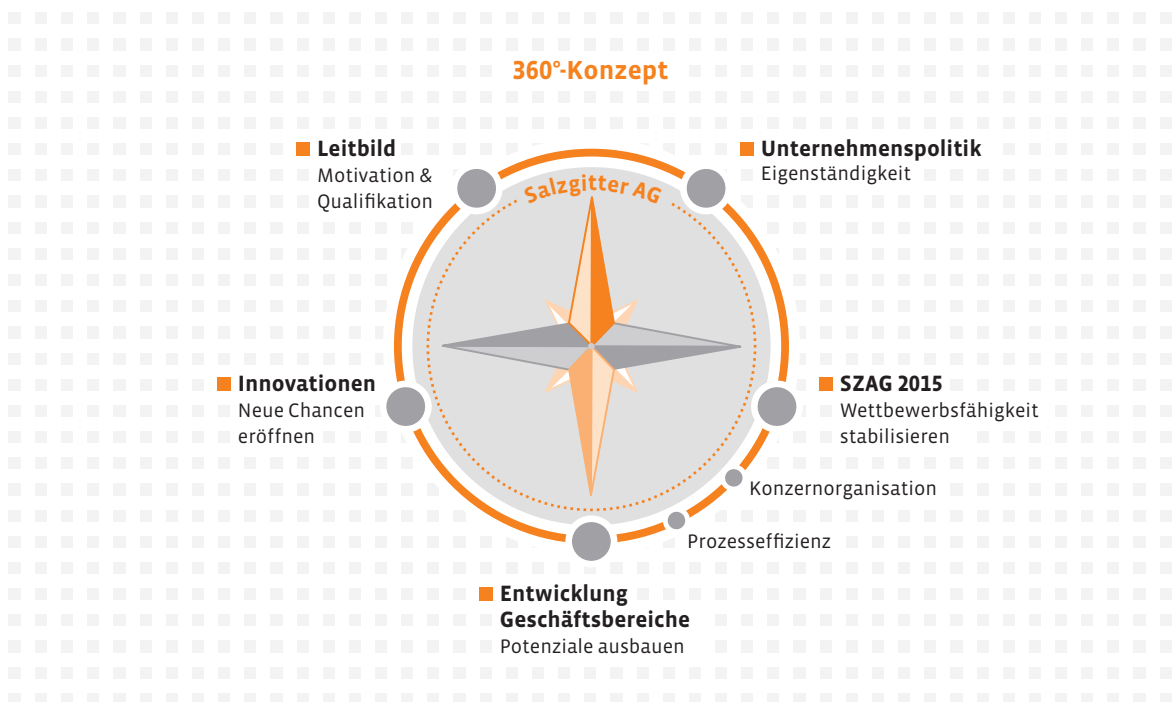 360°-Konzept
Leitbild
Motivation &
Qualifikation
Unternehmenspolitik
Eigenständigkeit
Salzgitter AG
Innovationen
Neue Chancen
eröffnen
SZAG 2015
Wettbewerbsfähigkeit
stabilisieren
Konzernorganisation
Prozesseffizienz
Entwicklung
Geschäftsbereiche
Potenziale ausbauen